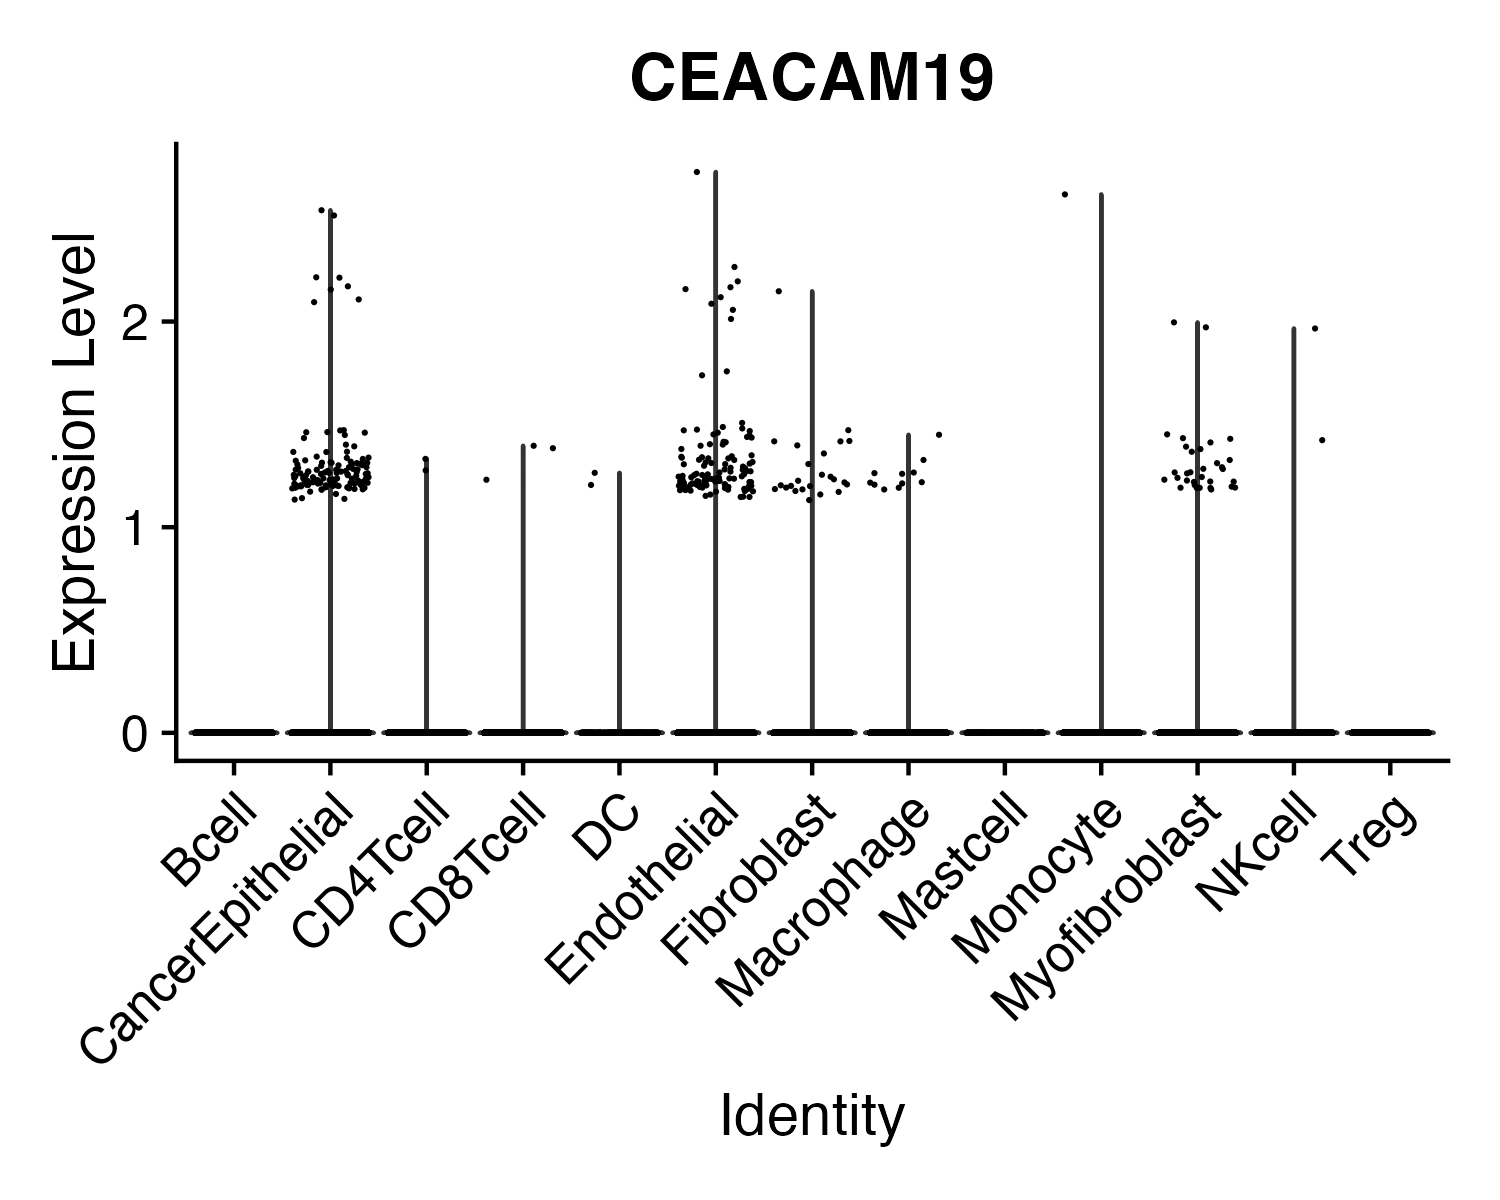 CEACAM19
Expression Level
2
1
0
Bcell
CancerEpithelial
CD4Tcell
CD8Tcell
DC
Endothelial
Fibroblast
Macrophage
Mastcell
Monocyte
Myofibroblast
NKcell
Treg
Identity